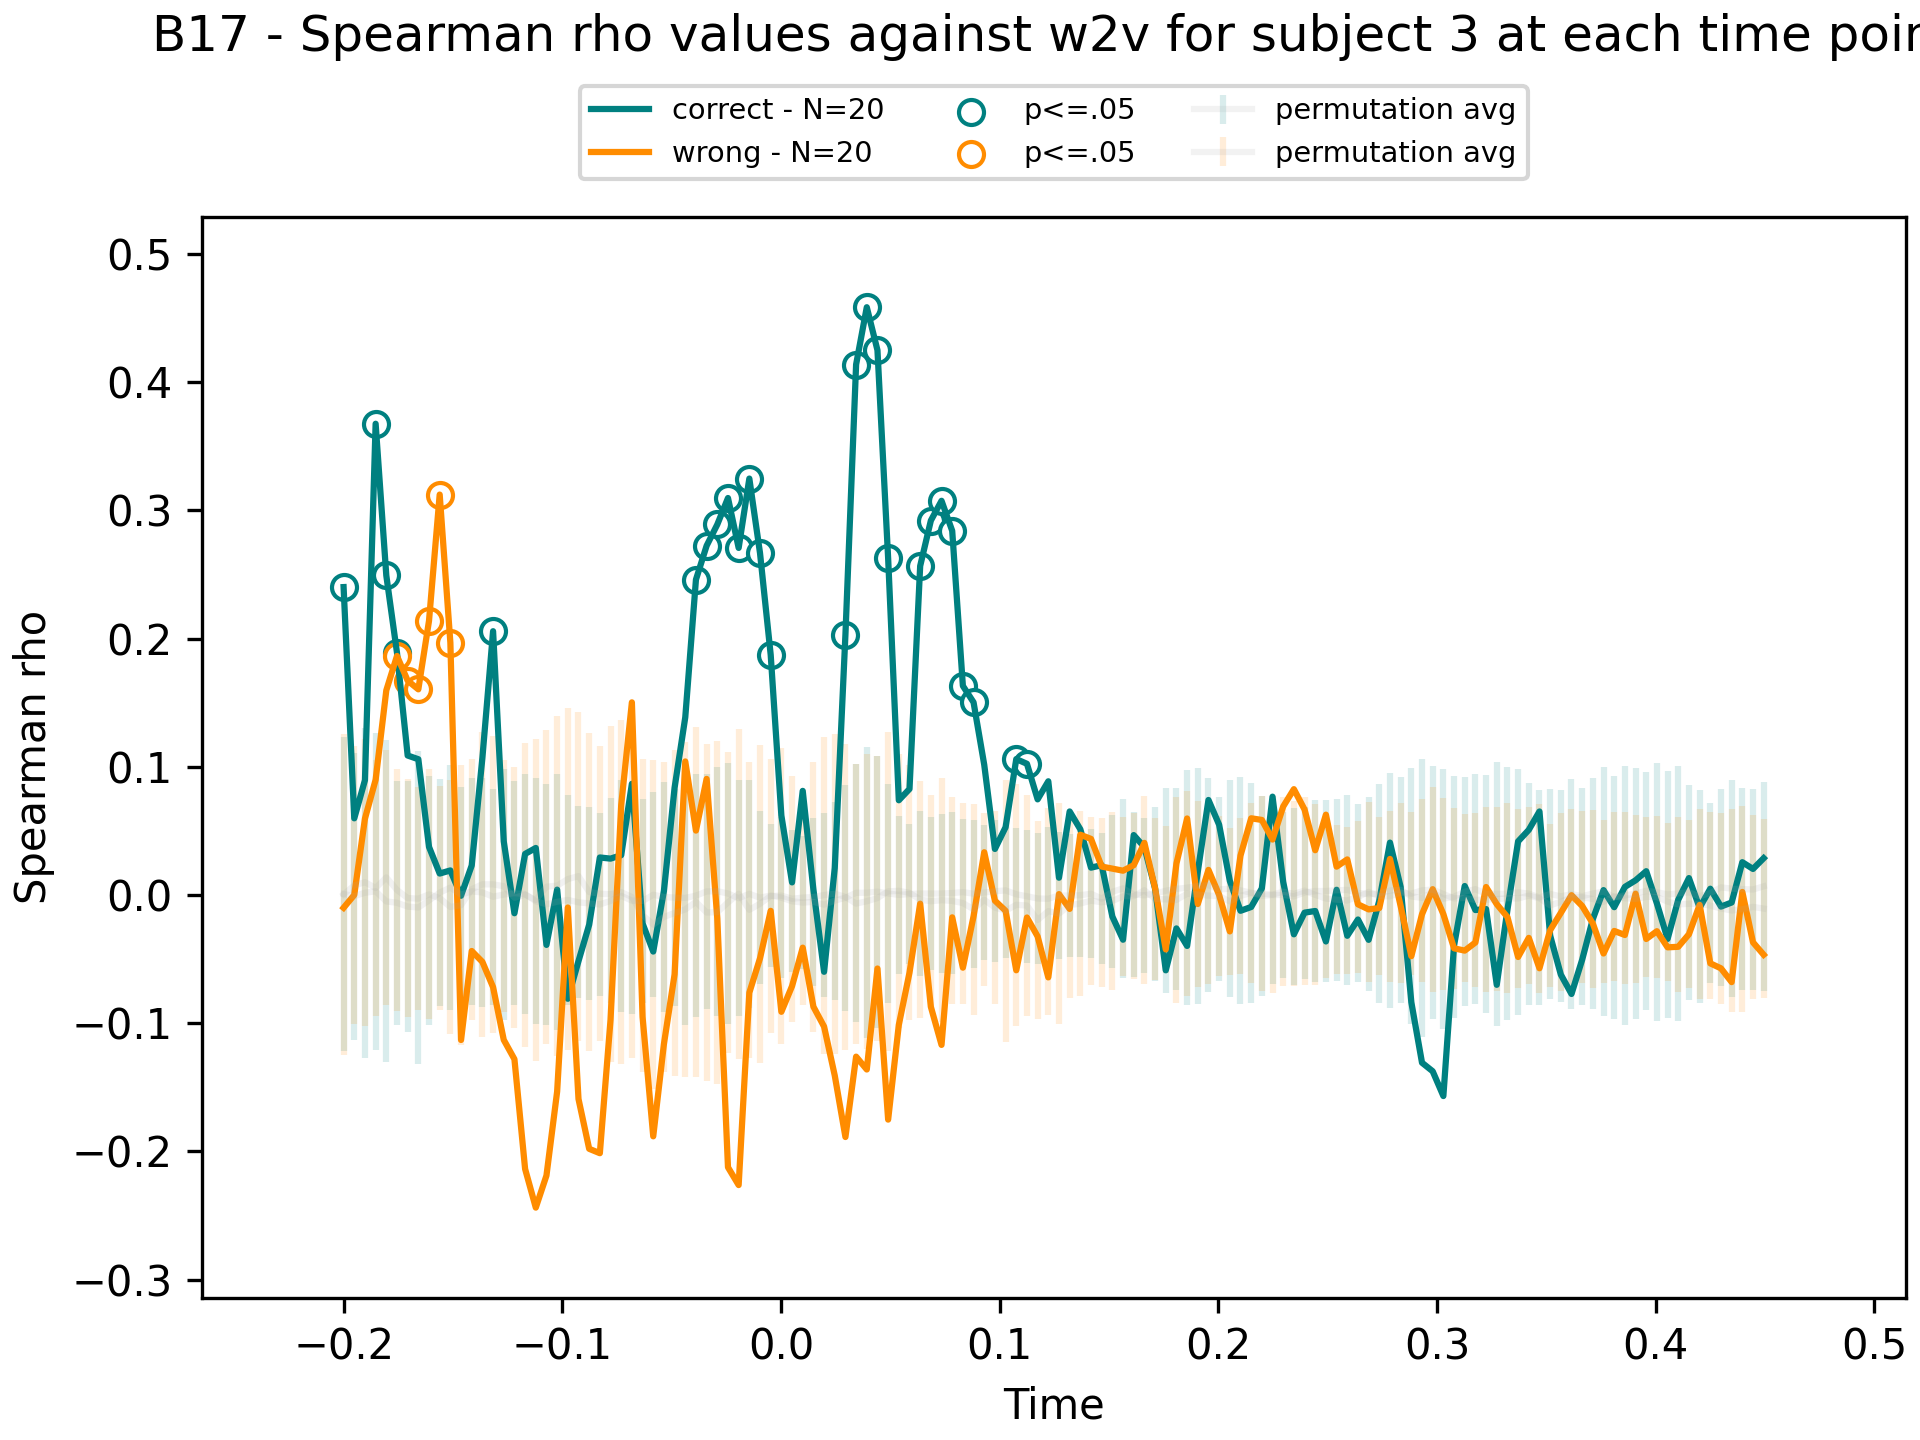 B17 - Spearman rho values against w2v for subject 3 at each time poin
correct - N=20
p<=.05
permutation avg
wrong - N=20
p<=.05
permutation avg
0.5
0.4
0.3
0.2
0.1
0.0
−0.1
−0.2
−0.3
Spearman rho
−0.2
−0.1
0.0
0.1
0.2
0.3
0.4
0.5
Time